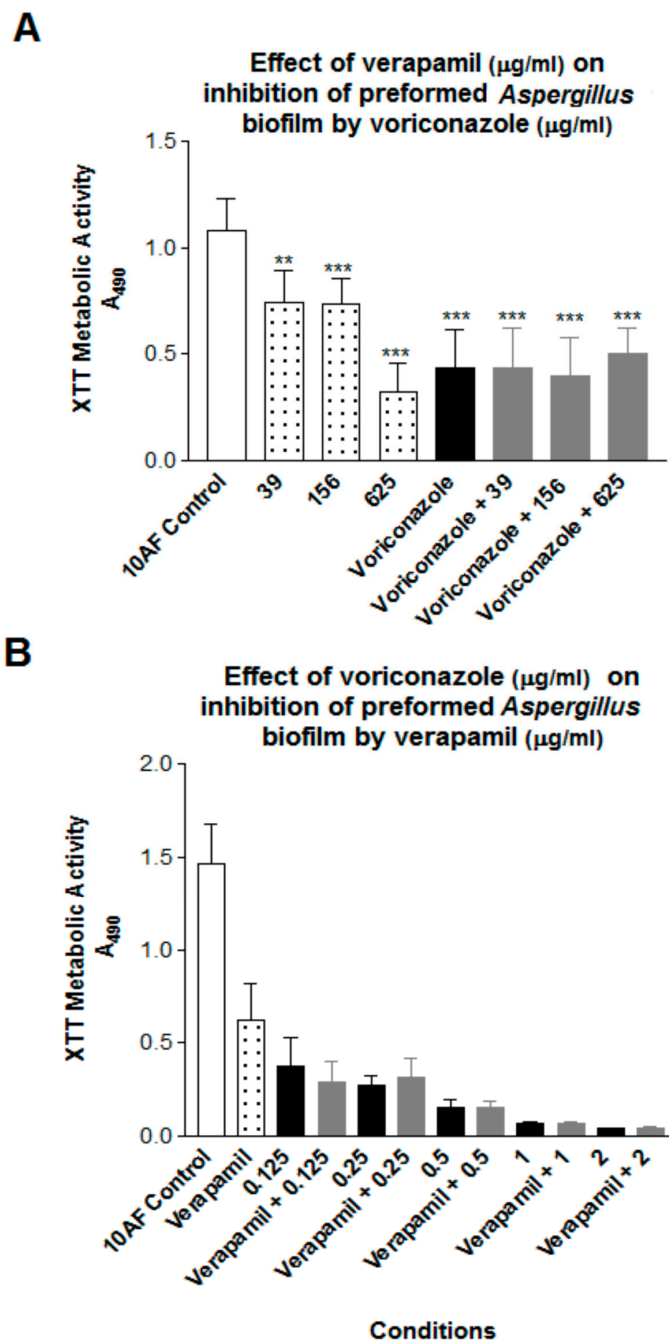 A
Effect of verapamil (μg/ml) on
inhibition of preformed Aspergillus
biofilm by voriconazole (μg/ml)
XTT Metabolic Activity
A490
1.5
1.0
0.5
0.0
**
***
***
***
***
***
***
10AF Control
39
156
625
Voriconazole
Voriconazole + 39
Voriconazole + 156
Voriconazole + 625
B
Effect of voriconazole (μg/ml) on
inhibition of preformed Aspergillus
biofilm by verapamil (μg/ml)
XTT Metabolic Activity
A490
2.0
1.5
1.0
0.5
0.0
10AF Control
Verapamil
0.125
Verapamil + 0.125
0.25
Verapamil + 0.25
0.5
Verapamil + 0.5
1
Verapamil + 1
2
Verapamil + 2
Conditions